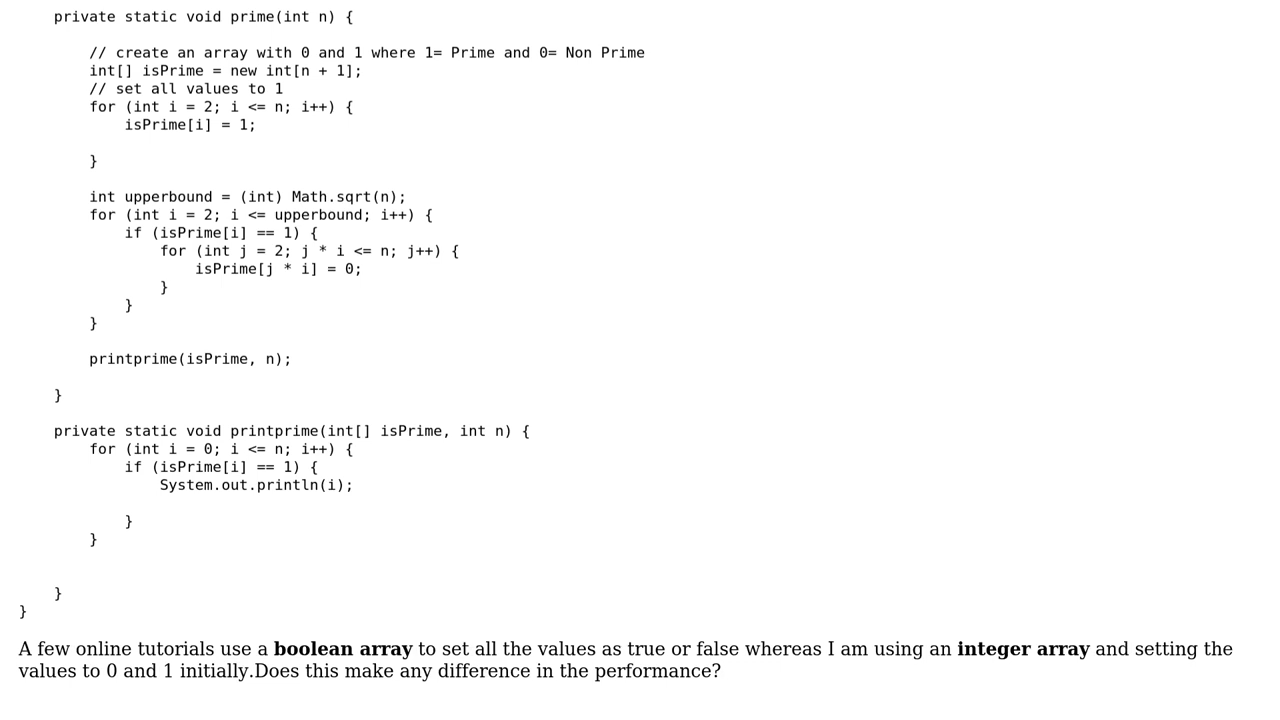 private static void prime(int n) {
// create an array with 0 and 1 where 1= Prime and 0= Non Prime
int[] isPrime = new int[n + 1];
// set all values to 1
for (int i = 2; i <= n; i++) {
isPrime[i] = 1;
}
int upperbound = (int) Math.sqrt(n);
for (int i = 2; i <= upperbound; i++) {
if (isPrime[i] == 1) {
for (int j = 2; j * i <= n; j++) {
isPrime[j * i] = 0;
}
}
}
printprime(isPrime, n);
}
private static void printprime(int[] isPrime, int n) {
for (int i = 0; i <= n; i++) {
if (isPrime[i] == 1) {
System.out.println(i);
}
}
}
}
A few online tutorials use a boolean array to set all the values as true or false whereas I am using an integer array and setting the
values to 0 and 1 initially.Does this make any difference in the performance?